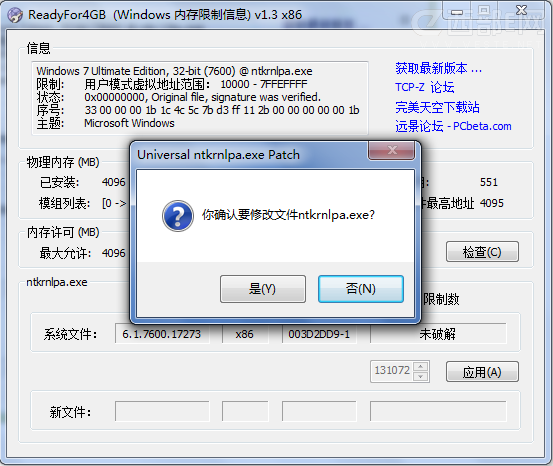 ReadyFor4GB (Windows 内存限制信息) v1.3 x86
信息
Windows 7 Ultimate Edition, 32-bit (7600) @ ntkrnlpa.exe
限制: 用户模式虚拟地址范围: 10000 - 7FFEFFFF
状态: 0x00000000, Original file, signature was verified.
序号: 33 00 00 00 1b 1c 4c 5c 7b d3 ff 11 2b 00 00 00 00 00 1b
主题: Microsoft Windows
获取最新版本 ...
TCP-Z 论坛
完美天空下载站
远景论坛 - PCbeta.com
物理内存 (MB)
已安装: 4096
551
模组列表: [0 ->
最高地址 4095
内存许可 (MB)
最大允许: 4096
检查(C)
Universal ntkrnlpa.exe Patch
你确认要修改文件ntkrnlpa.exe?
是(Y)
否(N)
ntkrnlpa.exe
限制数
系统文件: 6.1.7600.17273 x86 003D2DD9-1 未破解
131072 应用(A)
新文件: